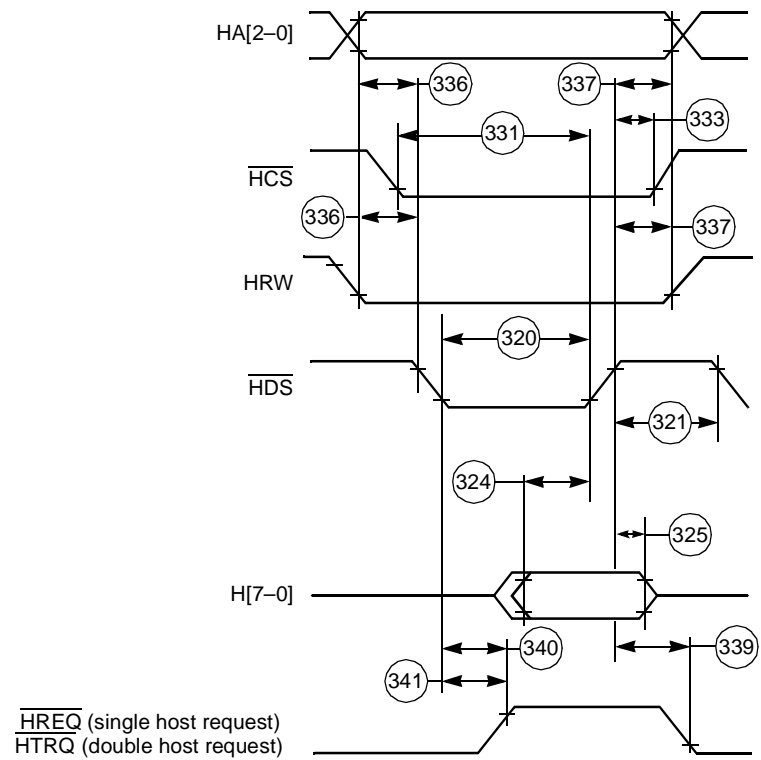 HA[2–0]
336
337
333
331
HCS
336
337
HRW
320
HDS
321
324
325
H[7–0]
340
339
341
HREQ (single host request)
HTRQ (double host request)